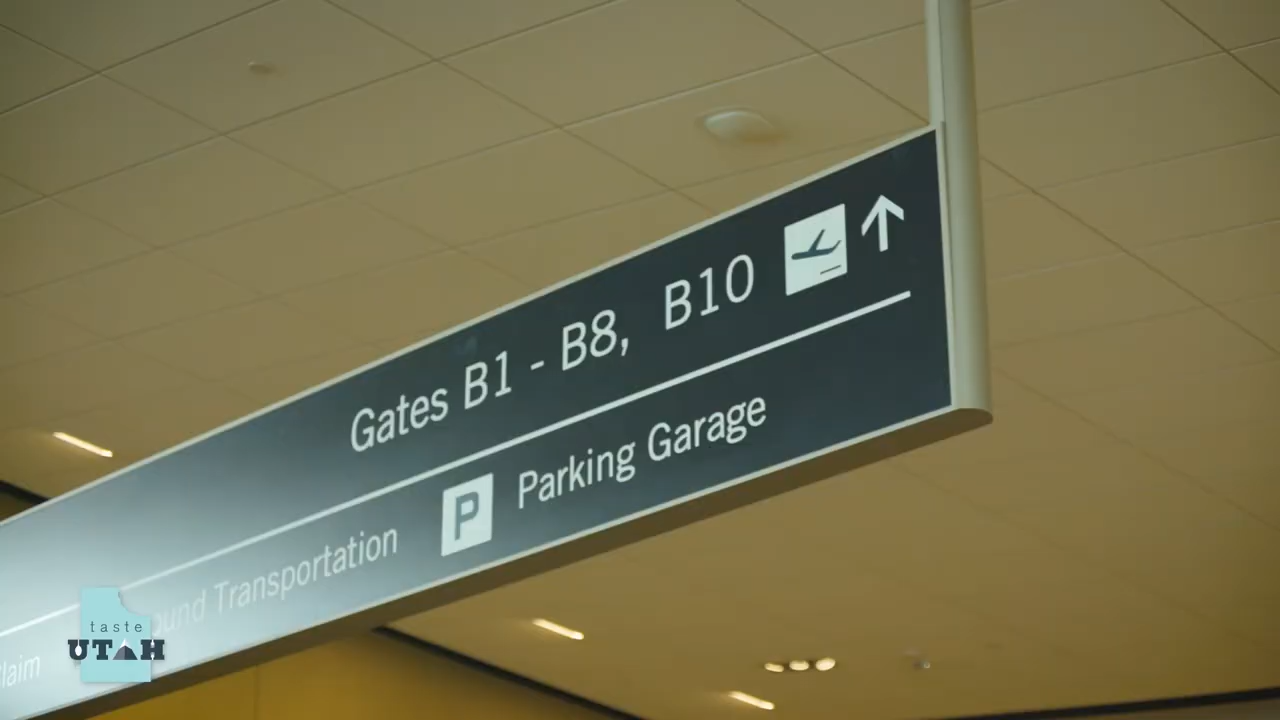 Gates B1 - B8, B10
Transportation P Parking Garage
taste
UTAH